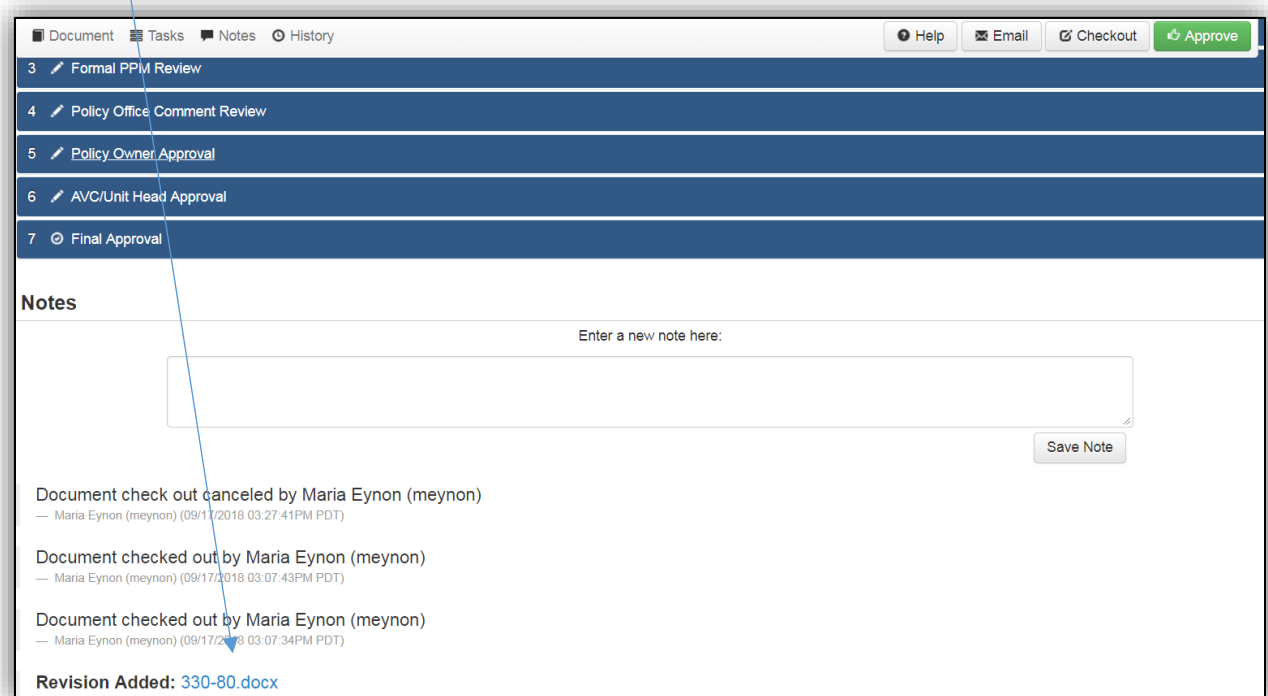 Document Tasks Notes History Help Email Checkout Approve
3 Formal PPM Review
4 Policy Office Comment Review
5 Policy Owner Approval
6 AVC/Unit Head Approval
7 Final Approval
Notes
Enter a new note here:
Save Note
Document check out canceled by Maria Eynon (meynon)
— Maria Eynon (meynon) (09/17/2018 03:27:41PM PDT)
Document checked out by Maria Eynon (meynon)
— Maria Eynon (meynon) (09/17/2018 03:07:43PM PDT)
Document checked out by Maria Eynon (meynon)
— Maria Eynon (meynon) (09/17/2018 03:07:34PM PDT)
Revision Added: 330-80.docx